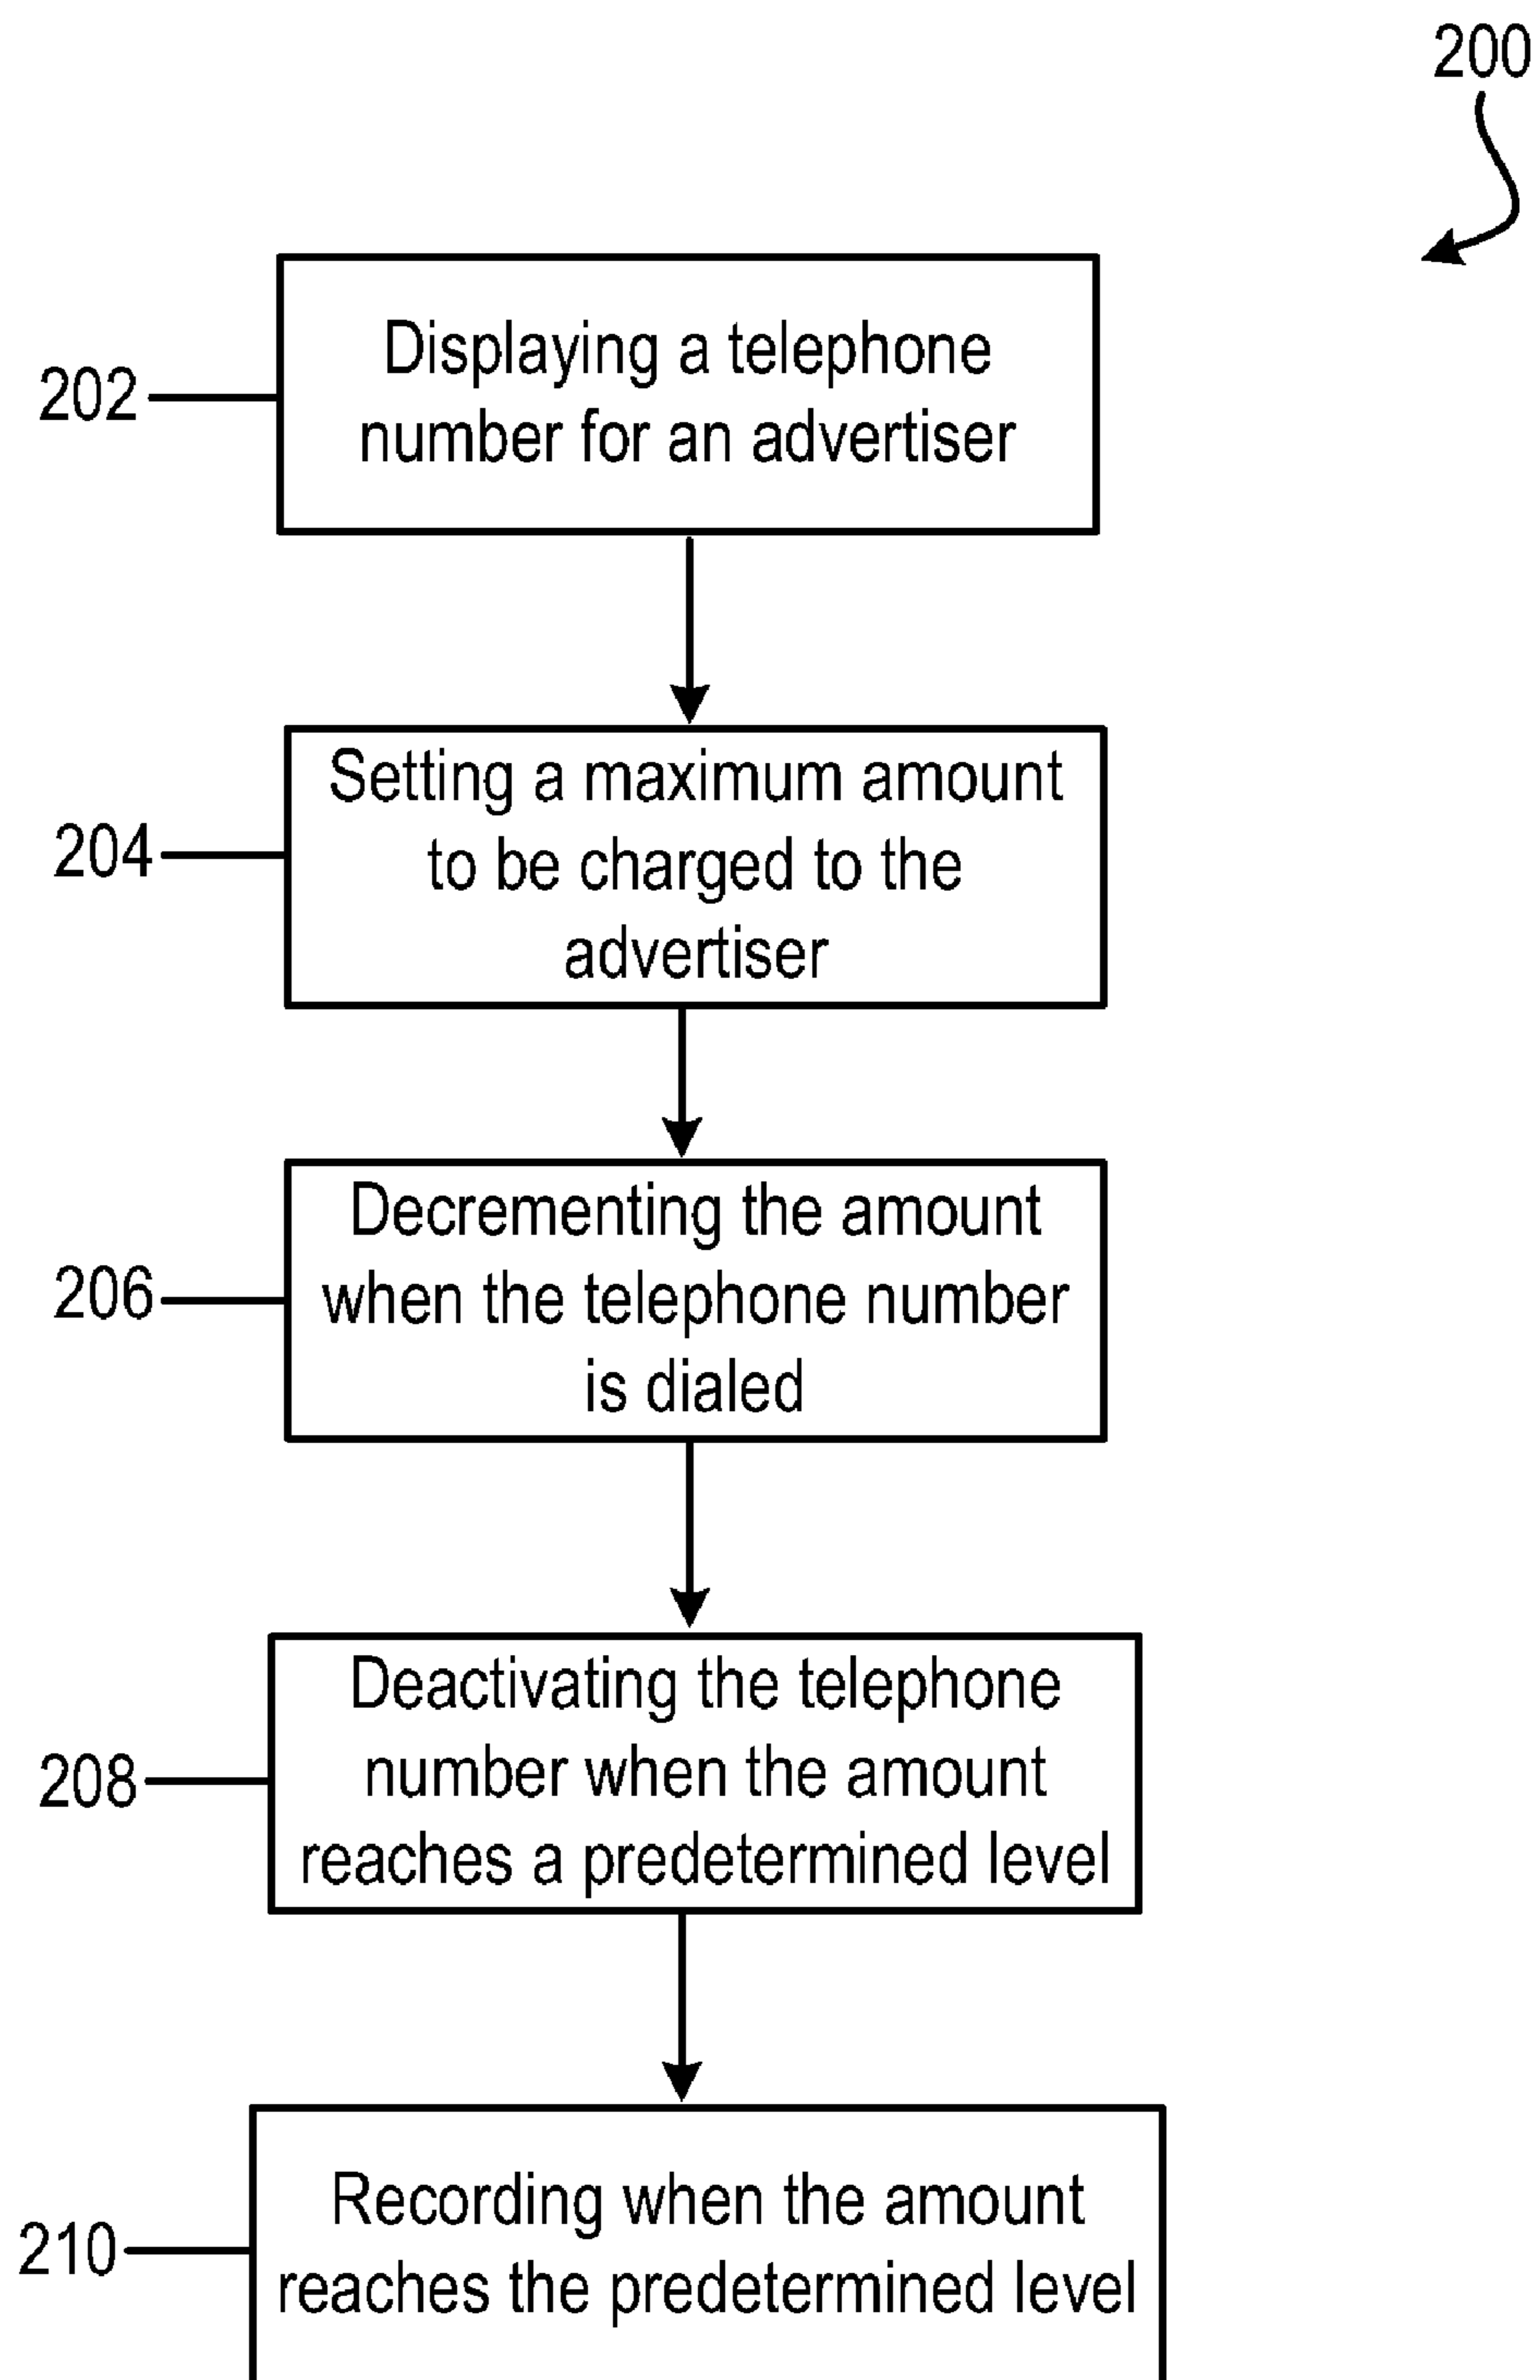 200
202
Displaying a telephone
number for an advertiser
204
Setting a maximum amount
to be charged to the
advertiser
206
Decrementing the amount
when the telephone number
is dialed
208
Deactivating the telephone
number when the amount
reaches a predetermined level
210
Recording when the amount
reaches the predetermined level